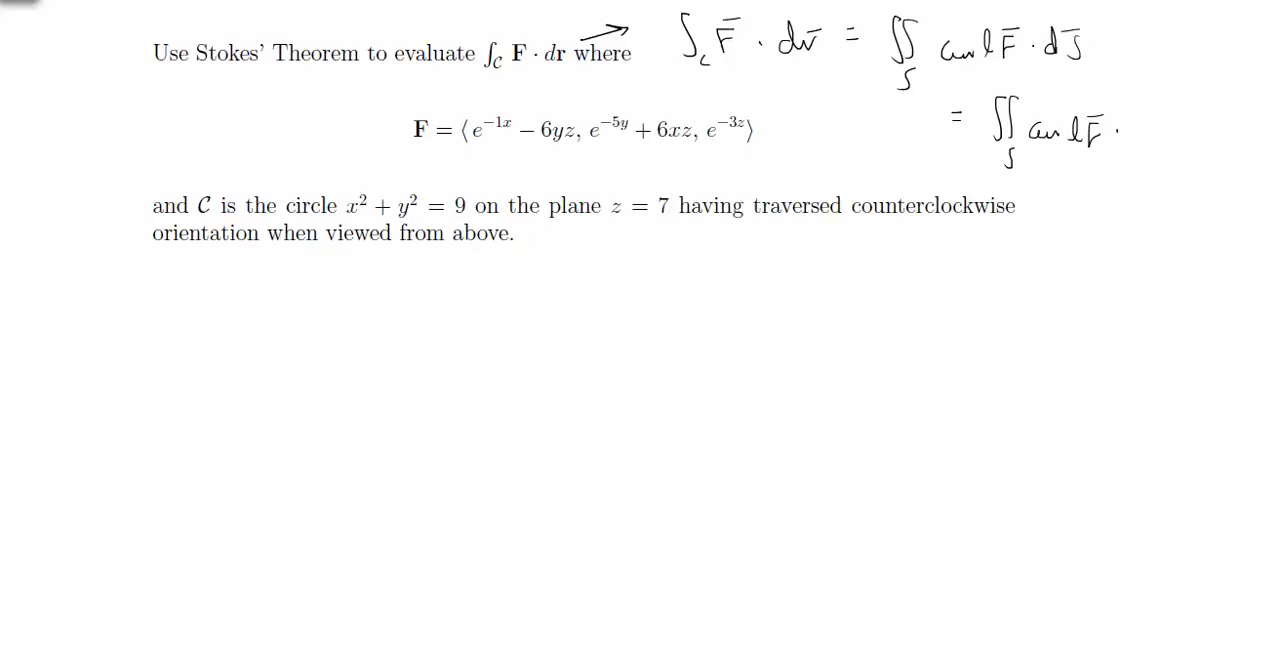 Use Stokes' Theorem to evaluate ∫_C F · dr where
∫_c F̄ · dr̄ = ∬_S curl F̄ · dS̄
F = ⟨e^{−1x} − 6yz, e^{−5y} + 6xz, e^{−3z}⟩
= ∬_S curl F̄ ·
and C is the circle x² + y² = 9 on the plane z = 7 having traversed counterclockwise
orientation when viewed from above.